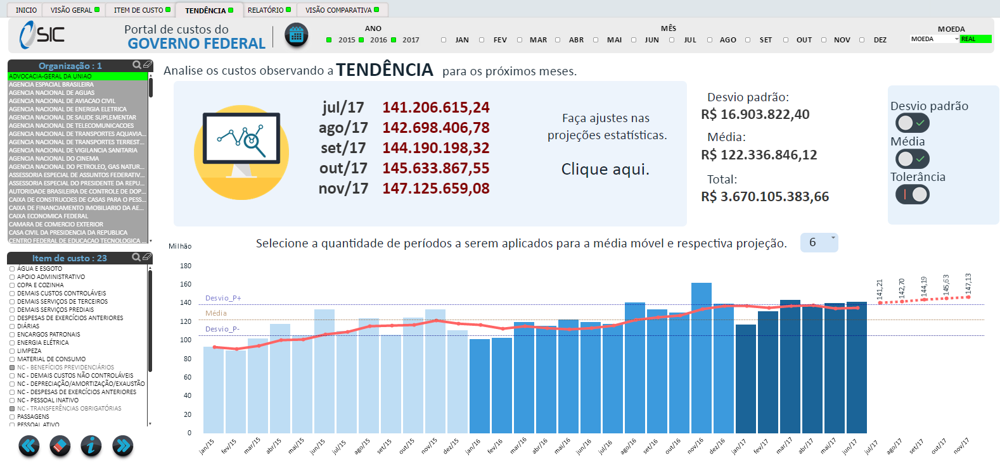 INICIO
VISÃO GERAL
ITEM DE CUSTO
TENDÊNCIA
RELATÓRIO
VISÃO COMPARATIVA
SIC
Portal de custos do
GOVERNO FEDERAL
ANO
2015 2016 2017
MÊS
JAN FEV MAR ABR MAI JUN JUL AGO SET OUT NOV DEZ
MOEDA
MOEDA REAL
Organização : 1
ADVOCACIA-GERAL DA UNIAO
AGENCIA ESPACIAL BRASILEIRA
AGENCIA NACIONAL DE AGUAS
AGENCIA NACIONAL DE AVIACAO CIVIL
AGENCIA NACIONAL DE ENERGIA ELETRICA
AGENCIA NACIONAL DE SAUDE SUPLEMENTAR
AGENCIA NACIONAL DE TELECOMUNICACOES
AGENCIA NACIONAL DE TRANSPORTES AQUAVIA...
AGENCIA NACIONAL DE TRANSPORTES TERREST...
AGENCIA NACIONAL DE VIGILANCIA SANITARIA
AGENCIA NACIONAL DO CINEMA
AGENCIA NACIONAL DO PETROLEO, GAS NATUR...
ASSESSORIA ESPECIAL DE ASSUNTOS FEDERATIV...
ASSESSORIA ESPECIAL DO PRESIDENTE DA REPU...
AUTORIDADE BRASILEIRA DE CONTROLE DE DOP...
CAIXA DE CONSTRUCOES DE CASAS PARA O PESS...
CAIXA DE FINANCIAMENTO IMOBILIARIO DA AE...
CAIXA ECONOMICA FEDERAL
CAMARA DE COMERCIO EXTERIOR
CASA CIVIL DA PRESIDENCIA DA REPUBLICA
CENTRO FEDERAL DE EDUCACAO TECNOLOGICA ...
Item de custo : 23
ÁGUA E ESGOTO
APOIO ADMINISTRATIVO
COPA E COZINHA
DEMAIS CUSTOS CONTROLÁVEIS
DEMAIS SERVIÇOS DE TERCEIROS
DEMAIS SERVIÇOS PREDIAIS
DESPESAS DE EXERCÍCIOS ANTERIORES
DIÁRIAS
ENCARGOS PATRONAIS
ENERGIA ELÉTRICA
LIMPEZA
MATERIAL DE CONSUMO
NC - BENEFÍCIOS PREVIDENCIÁRIOS
NC - DEMAIS CUSTOS NÃO CONTROLÁVEIS
NC - DEPRECIAÇÃO/AMORTIZAÇÃO/EXAUSTÃO
NC - DESPESAS DE EXERCÍCIOS ANTERIORES
NC - PESSOAL INATIVO
NC - TRANSFERÊNCIAS OBRIGATÓRIAS
PASSAGENS
PESSOAL ATIVO
Analise os custos observando a TENDÊNCIA para os próximos meses.
jul/17 141.206.615,24
ago/17 142.698.406,78
set/17 144.190.198,32
out/17 145.633.867,55
nov/17 147.125.659,08
Faça ajustes nas
projeções estatísticas.
Clique aqui.
Desvio padrão:
R$ 16.903.822,40
Média:
R$ 122.336.846,12
Total:
R$ 3.670.105.383,66
Desvio padrão
Média
Tolerância
Selecione a quantidade de períodos a serem aplicados para a média móvel e respectiva projeção. 6
Milhão
180
160
140
120
100
80
60
40
20
0
Desvio_P+
Média
Desvio_P-
141,21
142,70
144,19
145,63
147,13
jan/15
fev/15
mar/15
abr/15
mai/15
jun/15
jul/15
ago/15
set/15
out/15
nov/15
dez/15
jan/16
fev/16
mar/16
abr/16
mai/16
jun/16
jul/16
ago/16
set/16
out/16
nov/16
dez/16
jan/17
fev/17
mar/17
abr/17
mai/17
jun/17
jul/17
ago/17
set/17
out/17
nov/17